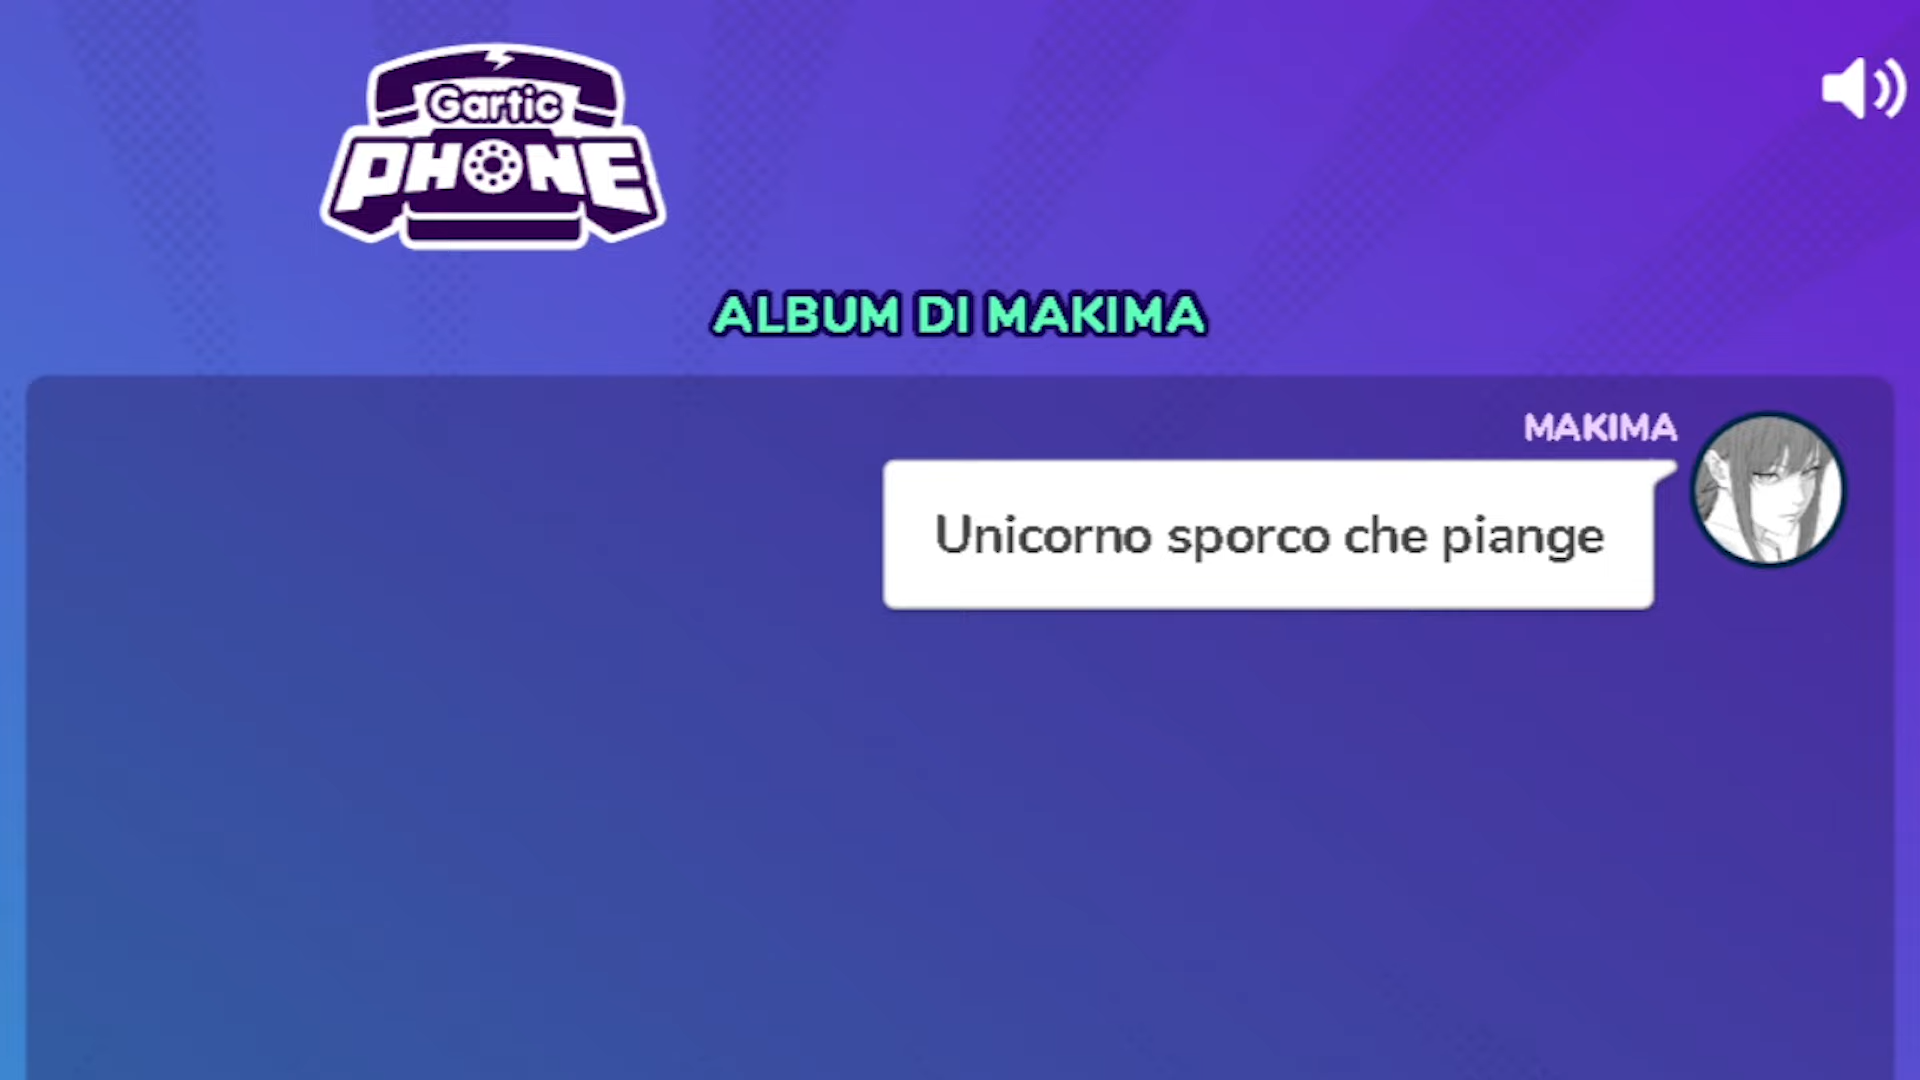 Gartic
PHONE
ALBUM DI MAKIMA
MAKIMA
Unicorno sporco che piange